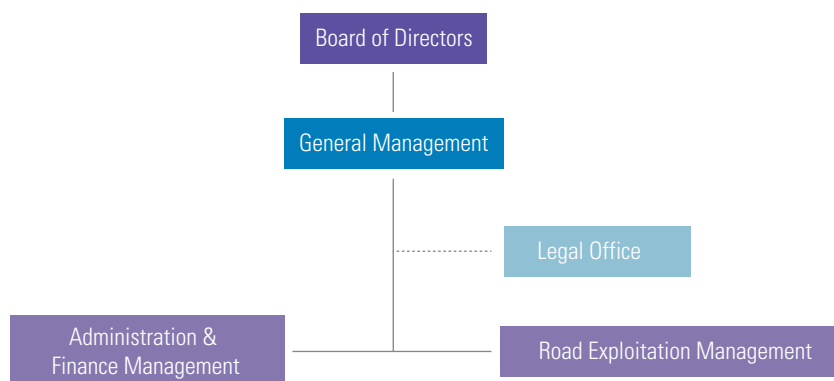 Board of Directors
General Management
Legal Office
Administration &
Finance Management
Road Exploitation Management